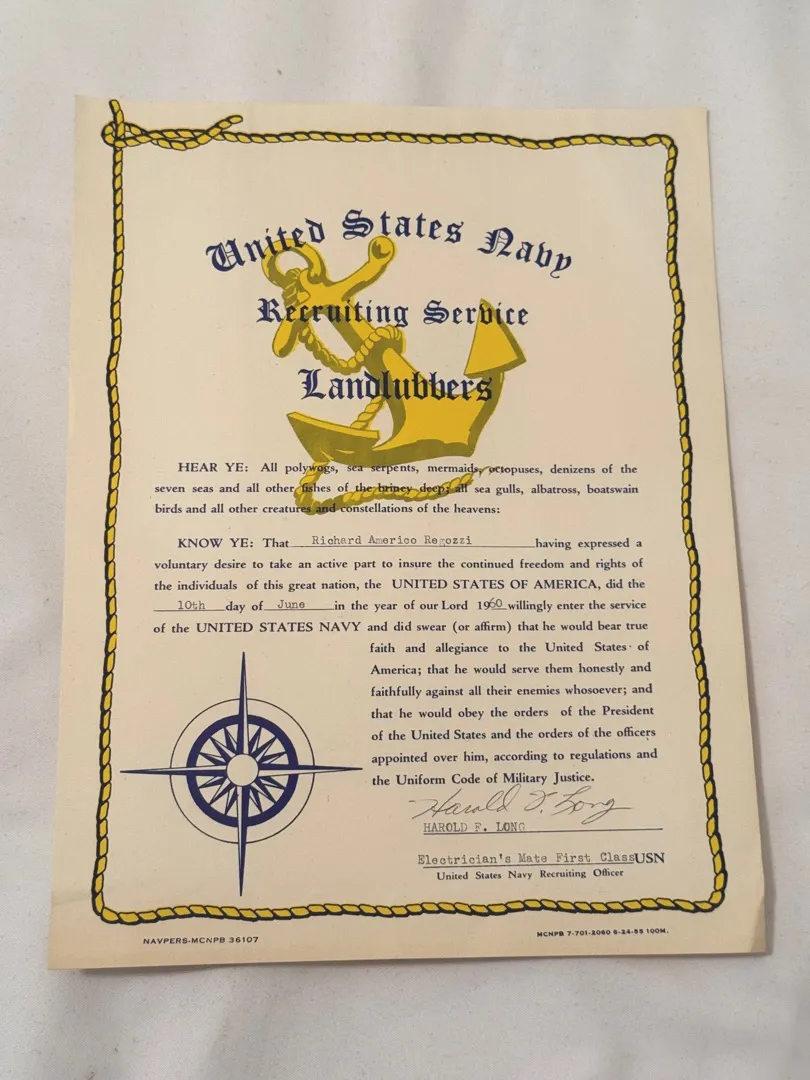 United States Navy
Recruiting Service
Landlubbers
HEAR YE: All polywogs, sea serpents, mermaids, octopuses, denizens of the
seven seas and all other fishes of the briney deep; all sea gulls, albatross, boatswain
birds and all other creatures and constellations of the heavens:
KNOW YE: That Richard Americo Regozzi having expressed a
voluntary desire to take an active part to insure the continued freedom and rights of
the individuals of this great nation, the UNITED STATES OF AMERICA, did the
10th day of June in the year of our Lord 1960 willingly enter the service
of the UNITED STATES NAVY and did swear (or affirm) that he would bear true
faith and allegiance to the United States of
America; that he would serve them honestly and
faithfully against all their enemies whosoever; and
that he would obey the orders of the President
of the United States and the orders of the officers
appointed over him, according to regulations and
the Uniform Code of Military Justice.
Harold F. Long
HAROLD F. LONG
Electrician's Mate First Class USN
United States Navy Recruiting Officer
NAVPERS-MCNPB 36107
MCNPB 7-701-2060 6-24-55 100M.